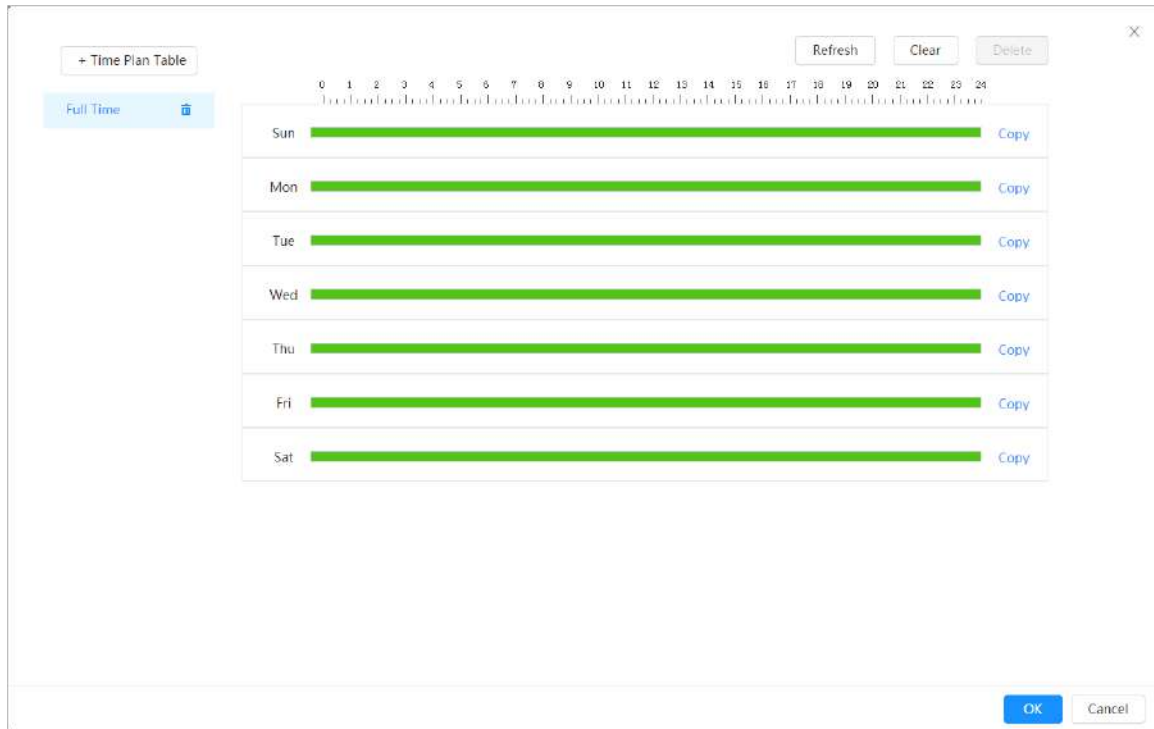 + Time Plan Table
Refresh Clear Delete
0 1 2 3 4 5 6 7 8 9 10 11 12 13 14 15 16 17 18 19 20 21 22 23 24
Full Time
Sun Copy
Mon Copy
Tue Copy
Wed Copy
Thu Copy
Fri Copy
Sat Copy
OK Cancel